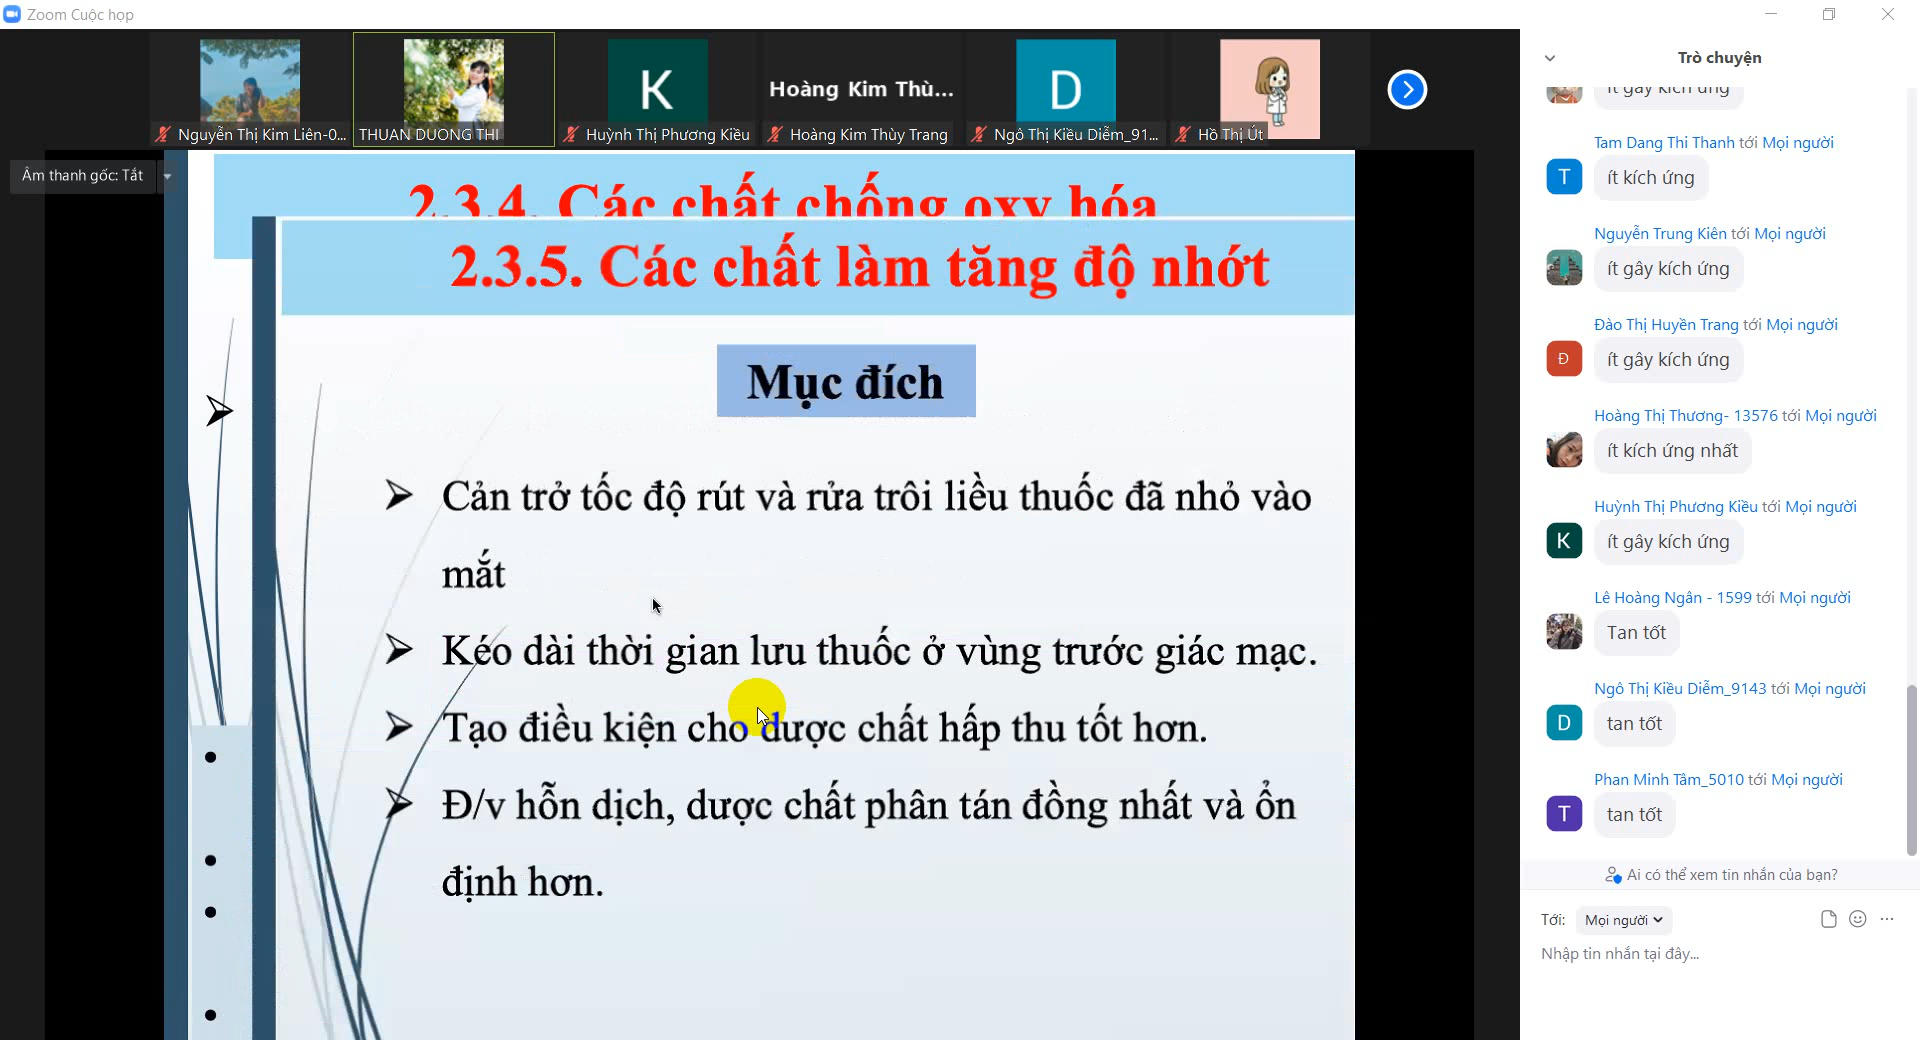 Zoom Cuộc họp
K
Hoàng Kim Thù...
D
Nguyễn Thị Kim Liên-0...
THUAN DUONG THI
Huỳnh Thị Phương Kiều
Hoàng Kim Thùy Trang
Ngô Thị Kiều Diễm_91...
Hồ Thị Út
Âm thanh gốc: Tắt
2.3.4. Các chất chống oxy hóa
2.3.5. Các chất làm tăng độ nhớt
Mục đích
Cản trở tốc độ rút và rửa trôi liều thuốc đã nhỏ vào
mắt
Kéo dài thời gian lưu thuốc ở vùng trước giác mạc.
Tạo điều kiện cho dược chất hấp thu tốt hơn.
Đ/v hỗn dịch, dược chất phân tán đồng nhất và ổn
định hơn.
Trò chuyện
ít gây kích ứng
Tam Dang Thi Thanh tới Mọi người
T
ít kích ứng
Nguyễn Trung Kiên tới Mọi người
ít gây kích ứng
Đào Thị Huyền Trang tới Mọi người
Đ
ít gây kích ứng
Hoàng Thị Thương- 13576 tới Mọi người
ít kích ứng nhất
Huỳnh Thị Phương Kiều tới Mọi người
K
ít gây kích ứng
Lê Hoàng Ngân - 1599 tới Mọi người
Tan tốt
Ngô Thị Kiều Diễm_9143 tới Mọi người
D
tan tốt
Phan Minh Tâm_5010 tới Mọi người
T
tan tốt
Ai có thể xem tin nhắn của bạn?
Tới: Mọi người
Nhập tin nhắn tại đây...